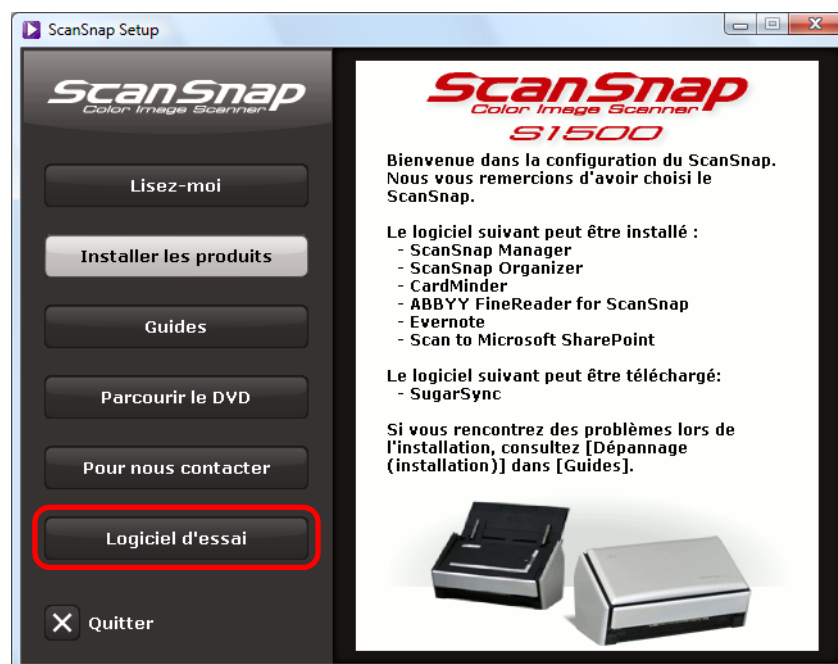 ScanSnap Setup
ScanSnap
Color Image Scanner
Lisez-moi
Installer les produits
Guides
Parcourir le DVD
Pour nous contacter
Logiciel d'essai
Quitter
ScanSnap
Color Image Scanner
S1500
Bienvenue dans la configuration du ScanSnap.
Nous vous remercions d'avoir choisi le
ScanSnap.
Le logiciel suivant peut être installé :
- ScanSnap Manager
- ScanSnap Organizer
- CardMinder
- ABBYY FineReader for ScanSnap
- Evernote
- Scan to Microsoft SharePoint
Le logiciel suivant peut être téléchargé:
- SugarSync
Si vous rencontrez des problèmes lors de
l'installation, consultez [Dépannage
(installation)] dans [Guides].